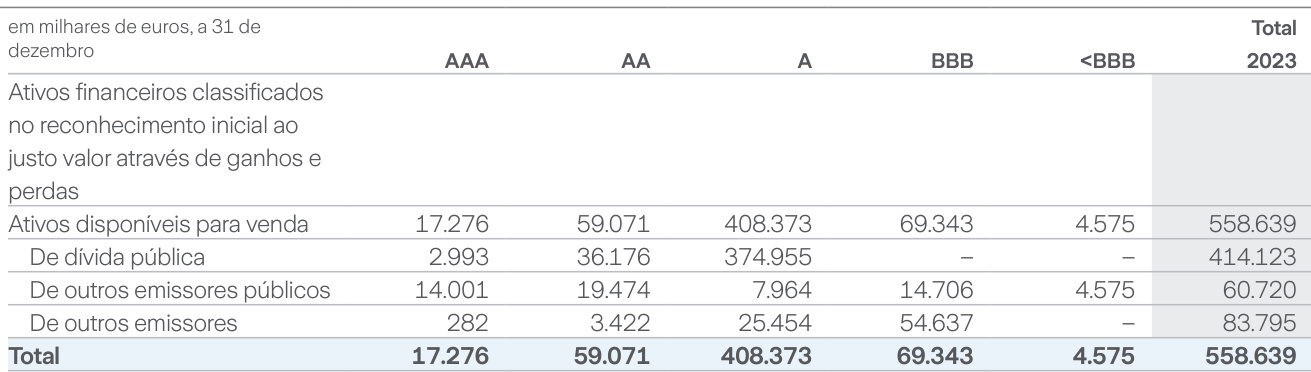 em milhares de euros, a 31 de Total
dezembro AAA AA A BBB <BBB 2023
Ativos financeiros classificados
no reconhecimento inicial ao
justo valor através de ganhos e
perdas
Ativos disponíveis para venda 17.276 59.071 408.373 69.343 4.575 558.639
De dívida pública 2.993 36.176 374.955 – – 414.123
De outros emissores públicos 14.001 19.474 7.964 14.706 4.575 60.720
De outros emissores 282 3.422 25.454 54.637 – 83.795
Total 17.276 59.071 408.373 69.343 4.575 558.639